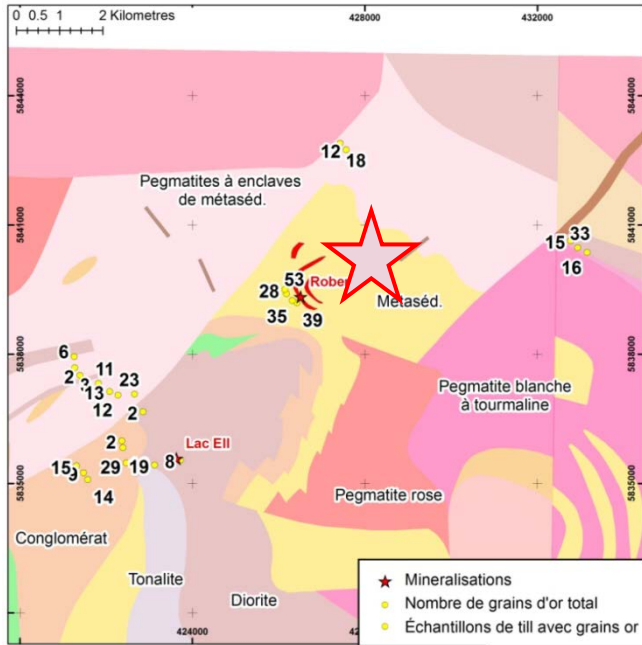 0 0.5 1 2 Kilometres
428000
432000
5844000
5844000
12
18
Pegmatites à enclaves
de métaséd.
5841000
5841000
33
15
16
53
28
35
39
Métaséd.
6
2
11
13
12
23
2
5838000
5838000
Pegmatite blanche
à tourmaline
2
Lac Ell
8
15
9
29
19
14
5835000
5835000
Pegmatite rose
Conglomérat
Tonalite
Diorite
424000
Mineralisations
Nombre de grains d'or total
Échantillons de till avec grains or